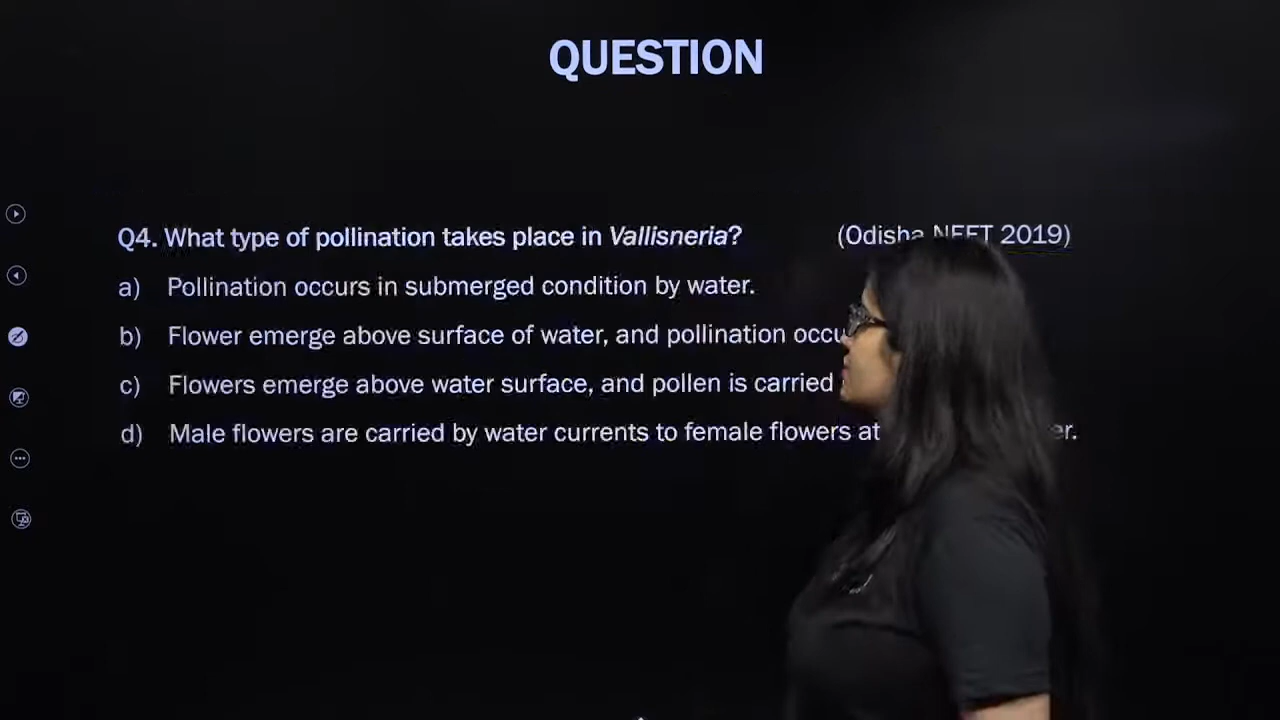 QUESTION
Q4. What type of pollination takes place in Vallisneria? (Odisha NEET 2019)
a) Pollination occurs in submerged condition by water.
b) Flower emerge above surface of water, and pollination
c) Flowers emerge above water surface, and pollen is carried
d) Male flowers are carried by water currents to female flowers at